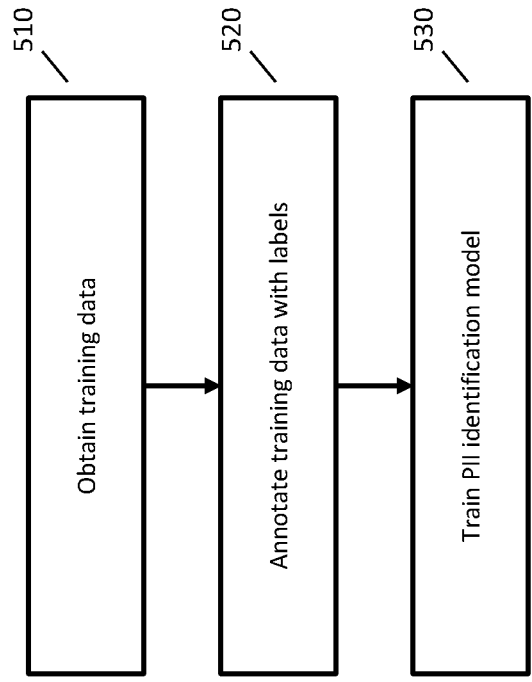 510
Obtain training data
520
Annotate training data with labels
530
Train PII identification model